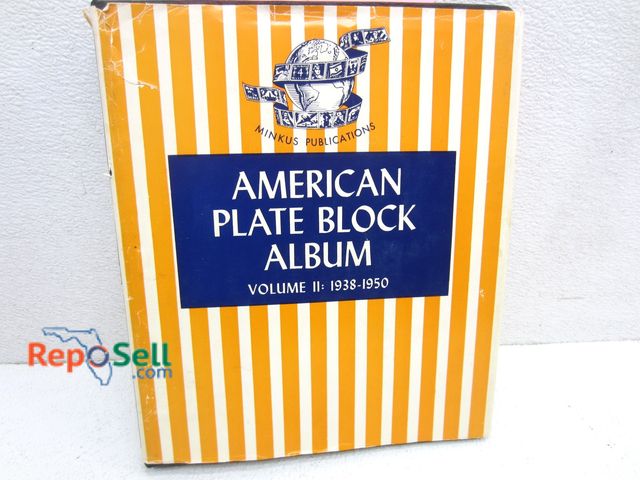 MINKUS PUBLICATIONS
AMERICAN
PLATE BLOCK
ALBUM
VOLUME II: 1938-1950
RepOSell
.com